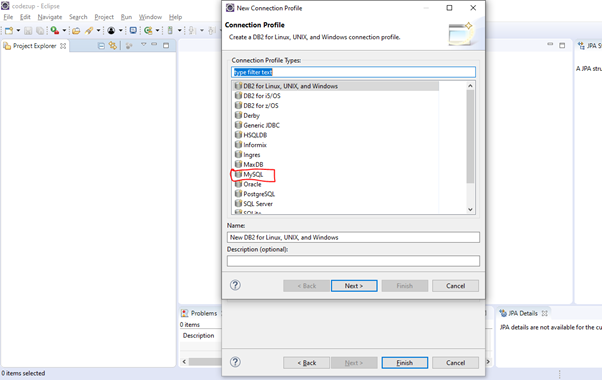 codezup - Eclipse
File Edit Navigate Search Project Run Window Help
Project Explorer
New Connection Profile
Connection Profile
Create a DB2 for Linux, UNIX, and Windows connection profile.
Connection Profile Types:
type filter text
DB2 for Linux, UNIX, and Windows
DB2 for i5/OS
DB2 for z/OS
Derby
Generic JDBC
HSQLDB
Informix
Ingres
MaxDB
MySQL
Oracle
PostgreSQL
SQL Server
SQLite
Name:
New DB2 for Linux, UNIX, and Windows
Description (optional):
? < Back Next > Finish Cancel
JPA St
A JPA stru
Problems
0 items
Description
JPA Details
JPA details are not available for the cu
? < Back Next > Finish Cancel
0 items selected